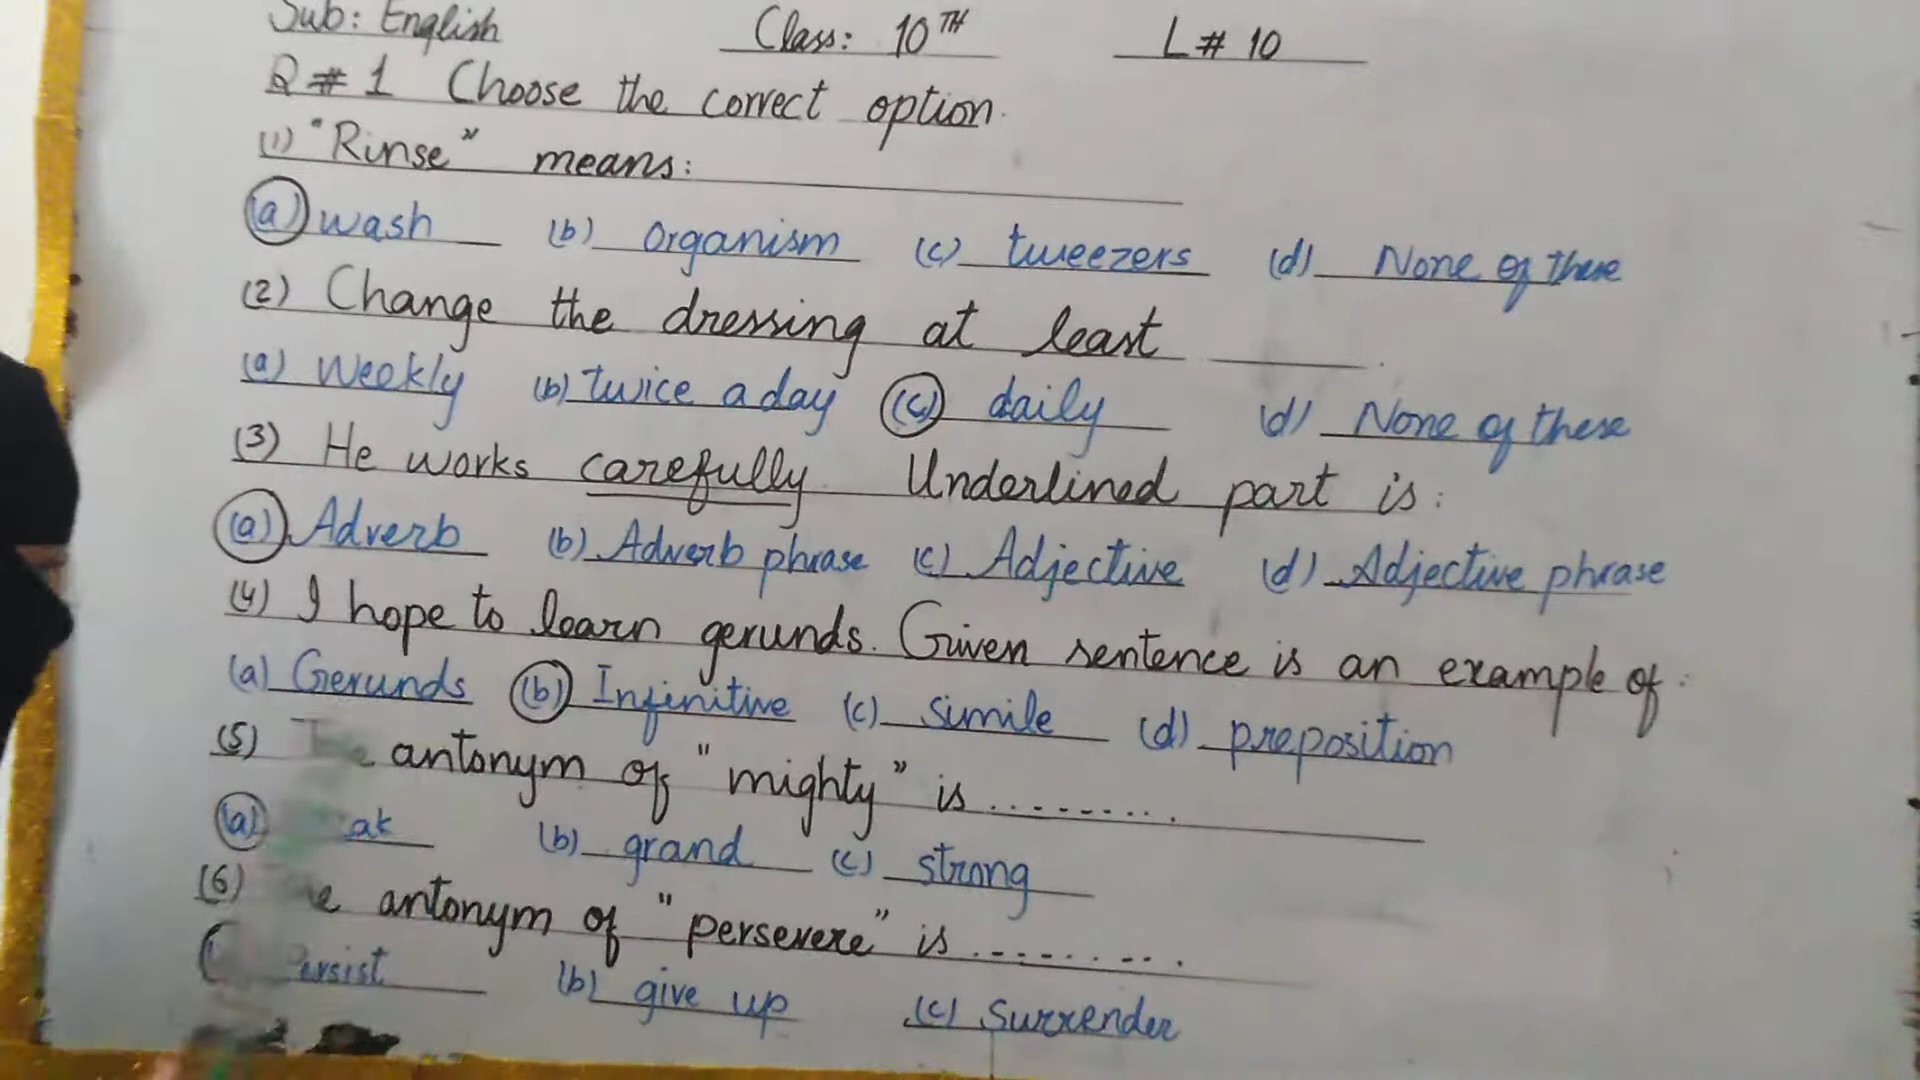 Sub: English Class: 10TH L# 10
Q#1 Choose the correct option.
(1) "Rinse" means:
(a) wash (b) organism (c) tweezers (d) None of these
(2) Change the dressing at least ______.
(a) Weekly (b) twice a day (c) daily (d) None of these
(3) He works carefully. Underlined part is:
(a) Adverb (b) Adverb phrase (c) Adjective (d) Adjective phrase
(4) I hope to learn gerunds. Given sentence is an example of:
(a) Gerunds (b) Infinitive (c) simile (d) preposition
(5) antonym of "mighty" is .........
(a) (b) grand (c) strong
(6) antonym of "persevere" is .........
(b) give up (c) Surrender